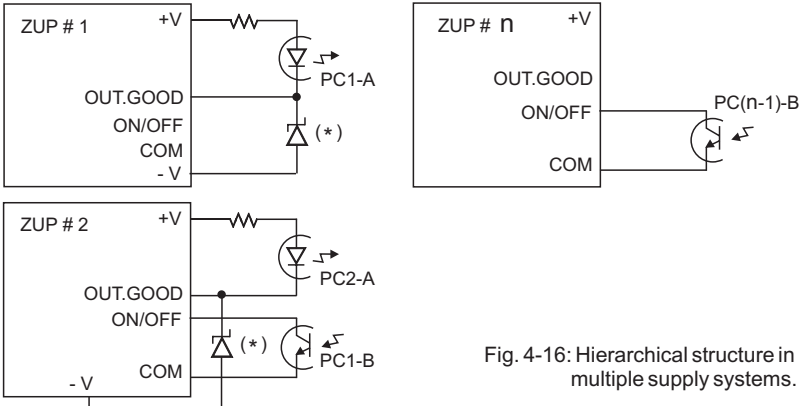 ZUP # 1
+V
PC1-A
OUT.GOOD
ON/OFF
(*)
COM
- V
ZUP # n
+V
OUT.GOOD
ON/OFF
PC(n-1)-B
COM
ZUP # 2
+V
PC2-A
OUT.GOOD
ON/OFF
(*)
PC1-B
COM
- V
Fig. 4-16: Hierarchical structure in
multiple supply systems.